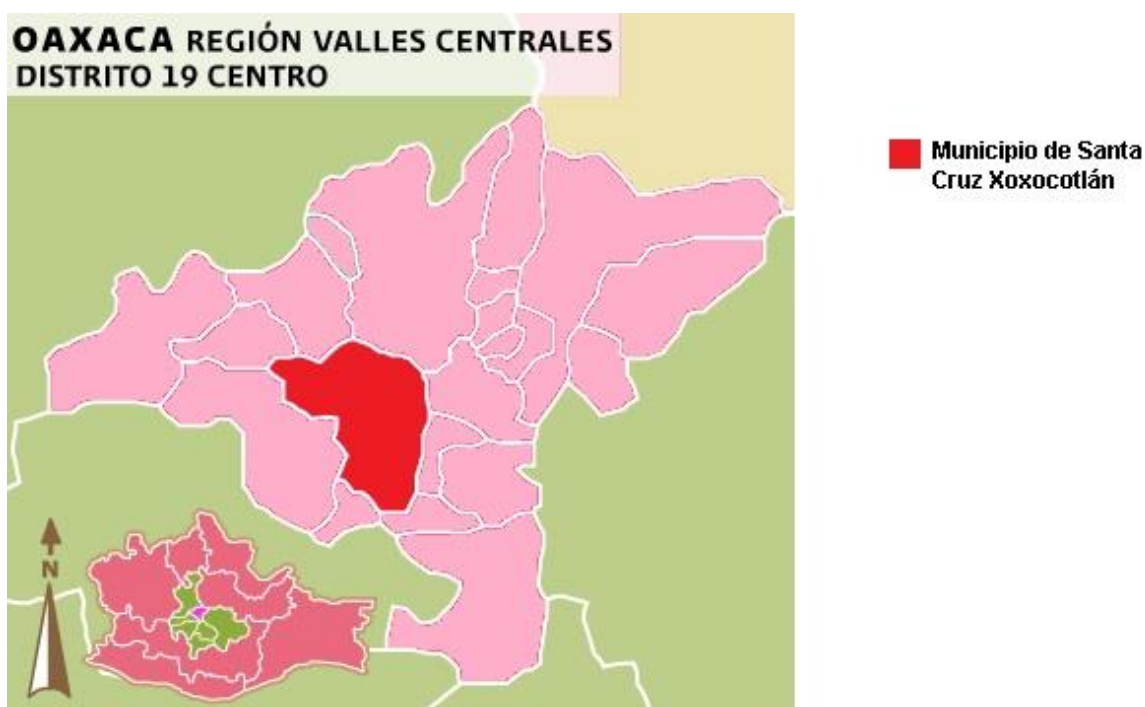 OAXACA REGIÓN VALLES CENTRALES
DISTRITO 19 CENTRO
Municipio de Santa
Cruz Xoxocotlán
N